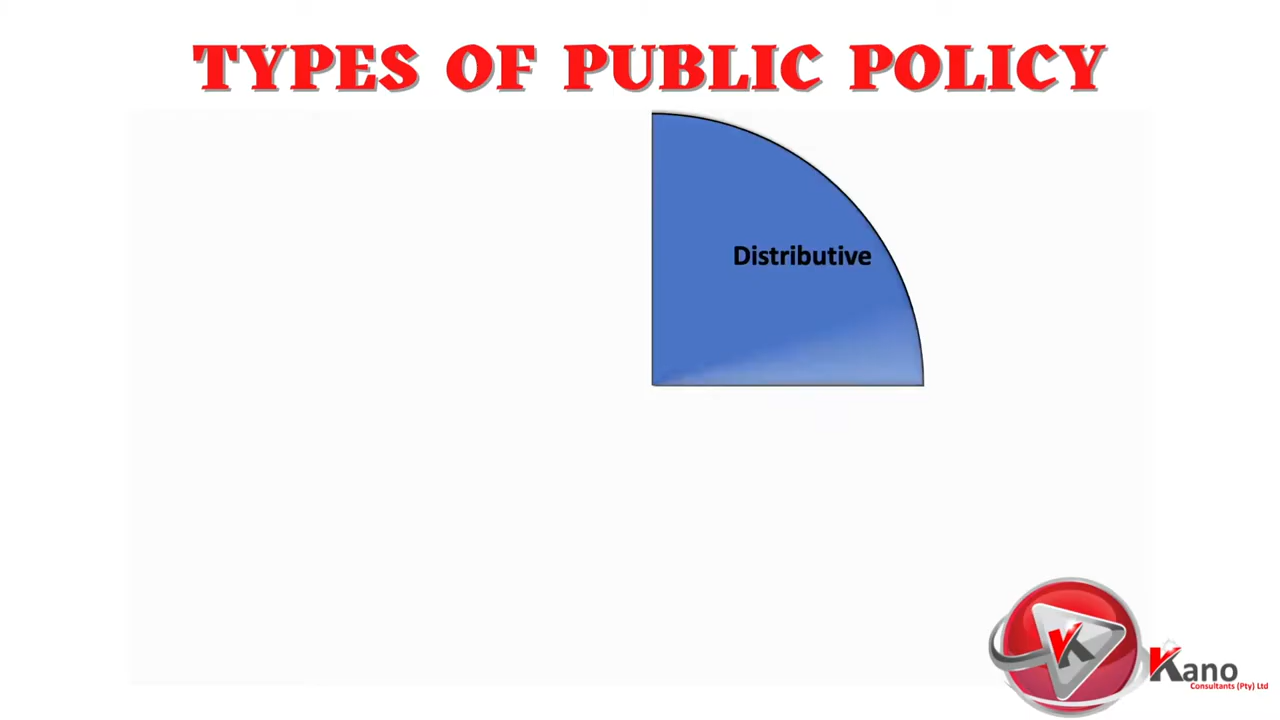 TYPES OF PUBLIC POLICY
Distributive
Kano
Consultants (Pty) Ltd